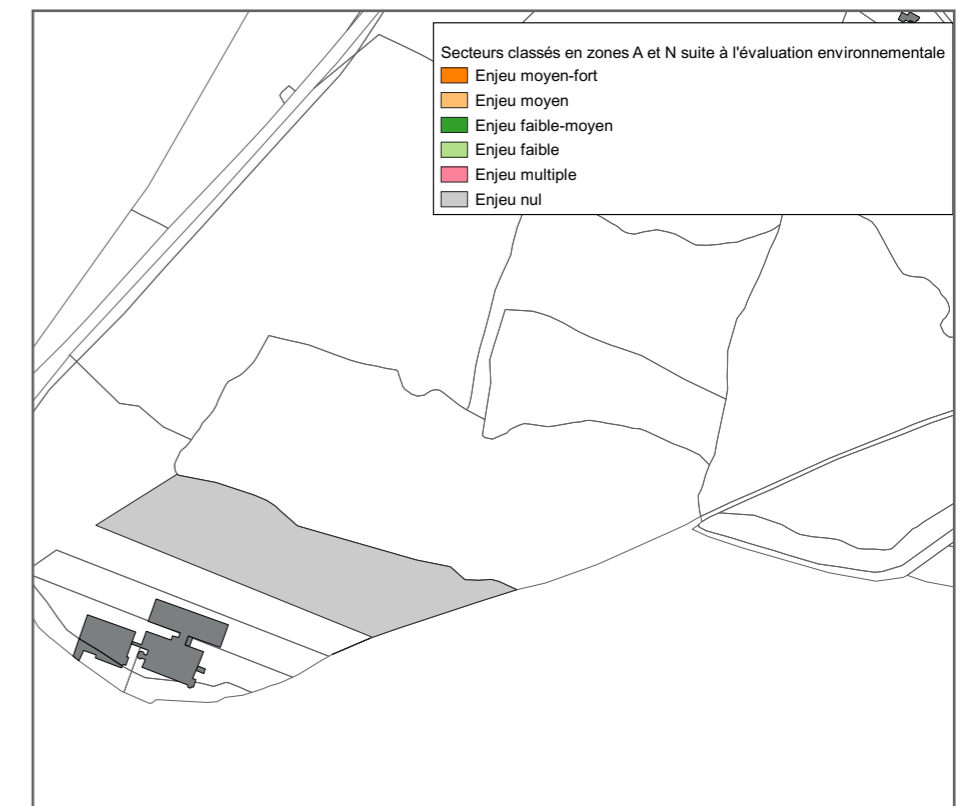 Secteurs classés en zones A et N suite à l'évaluation environnementale
Enjeu moyen-fort
Enjeu moyen
Enjeu faible-moyen
Enjeu faible
Enjeu multiple
Enjeu nul